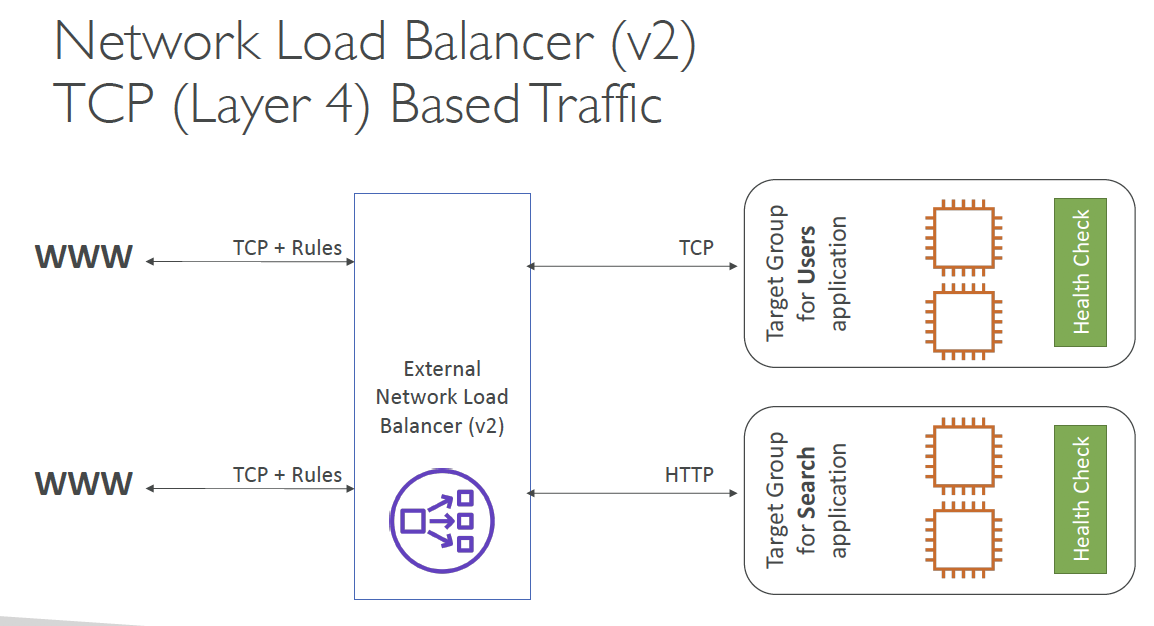 Network Load Balancer (v2)
TCP (Layer 4) Based Traffic
WWW
TCP + Rules
TCP
Target Group
for Users
application
Health Check
External
Network Load
Balancer (v2)
WWW
TCP + Rules
HTTP
Target Group
for Search
application
Health Check